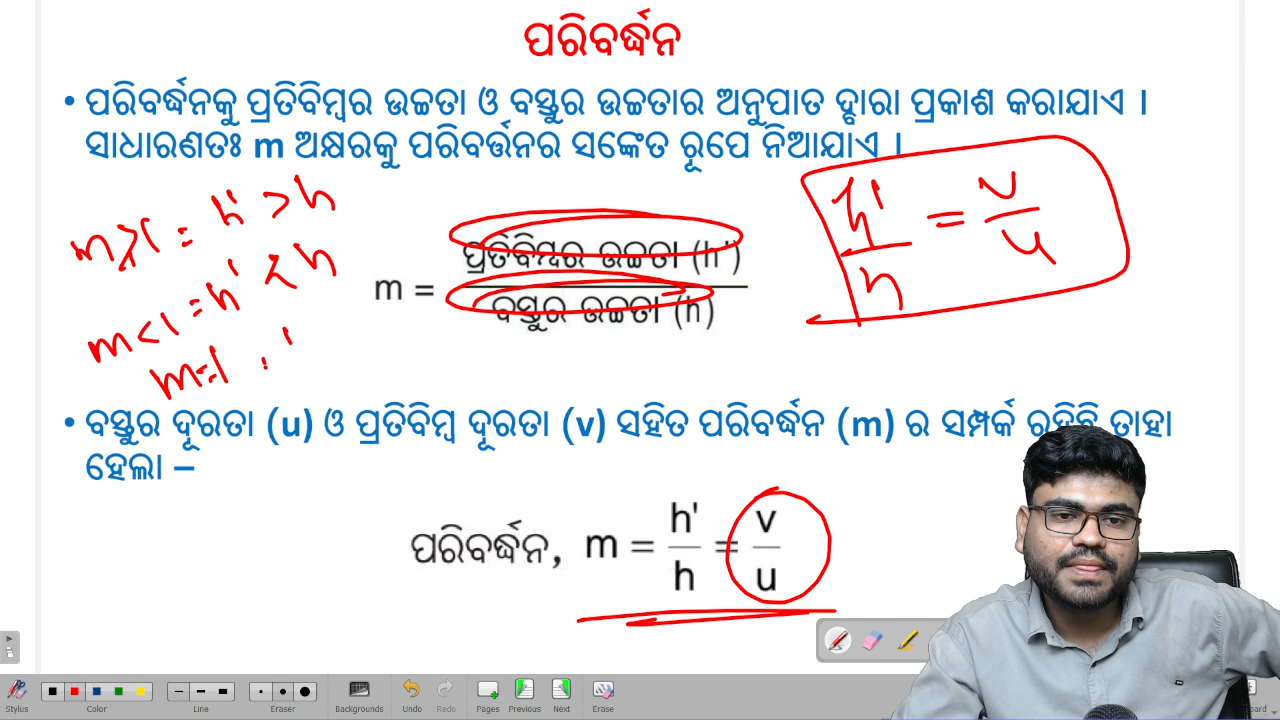 ପରିବର୍ଦ୍ଧନ
• ପରିବର୍ଦ୍ଧନକୁ ପ୍ରତିବିମ୍ବର ଉଚ୍ଚତା ଓ ବସ୍ତୁର ଉଚ୍ଚତାର ଅନୁପାତ ଦ୍ବାରା ପ୍ରକାଶ କରାଯାଏ ।
ସାଧାରଣତଃ m ଅକ୍ଷରକୁ ପରିବର୍ତ୍ତନର ସଙ୍କେତ ରୂପେ ନିଆଯାଏ ।
m>1 = h' > h
m<1 = h' < h
m=1
m = ପ୍ରତିବିମ୍ବର ଉଚ୍ଚତା (h') / ବସ୍ତୁର ଉଚ୍ଚତା (h)
h'/h = v/u
• ବସ୍ତୁର ଦୂରତା (u) ଓ ପ୍ରତିବିମ୍ବ ଦୂରତା (v) ସହିତ ପରିବର୍ଦ୍ଧନ (m) ର ସମ୍ପର୍କ ରହିଛି ତାହା
ହେଲା –
ପରିବର୍ଦ୍ଧନ, m = h'/h = v/u
Stylus Color Line Eraser Backgrounds Undo Redo Pages Previous Next Erase